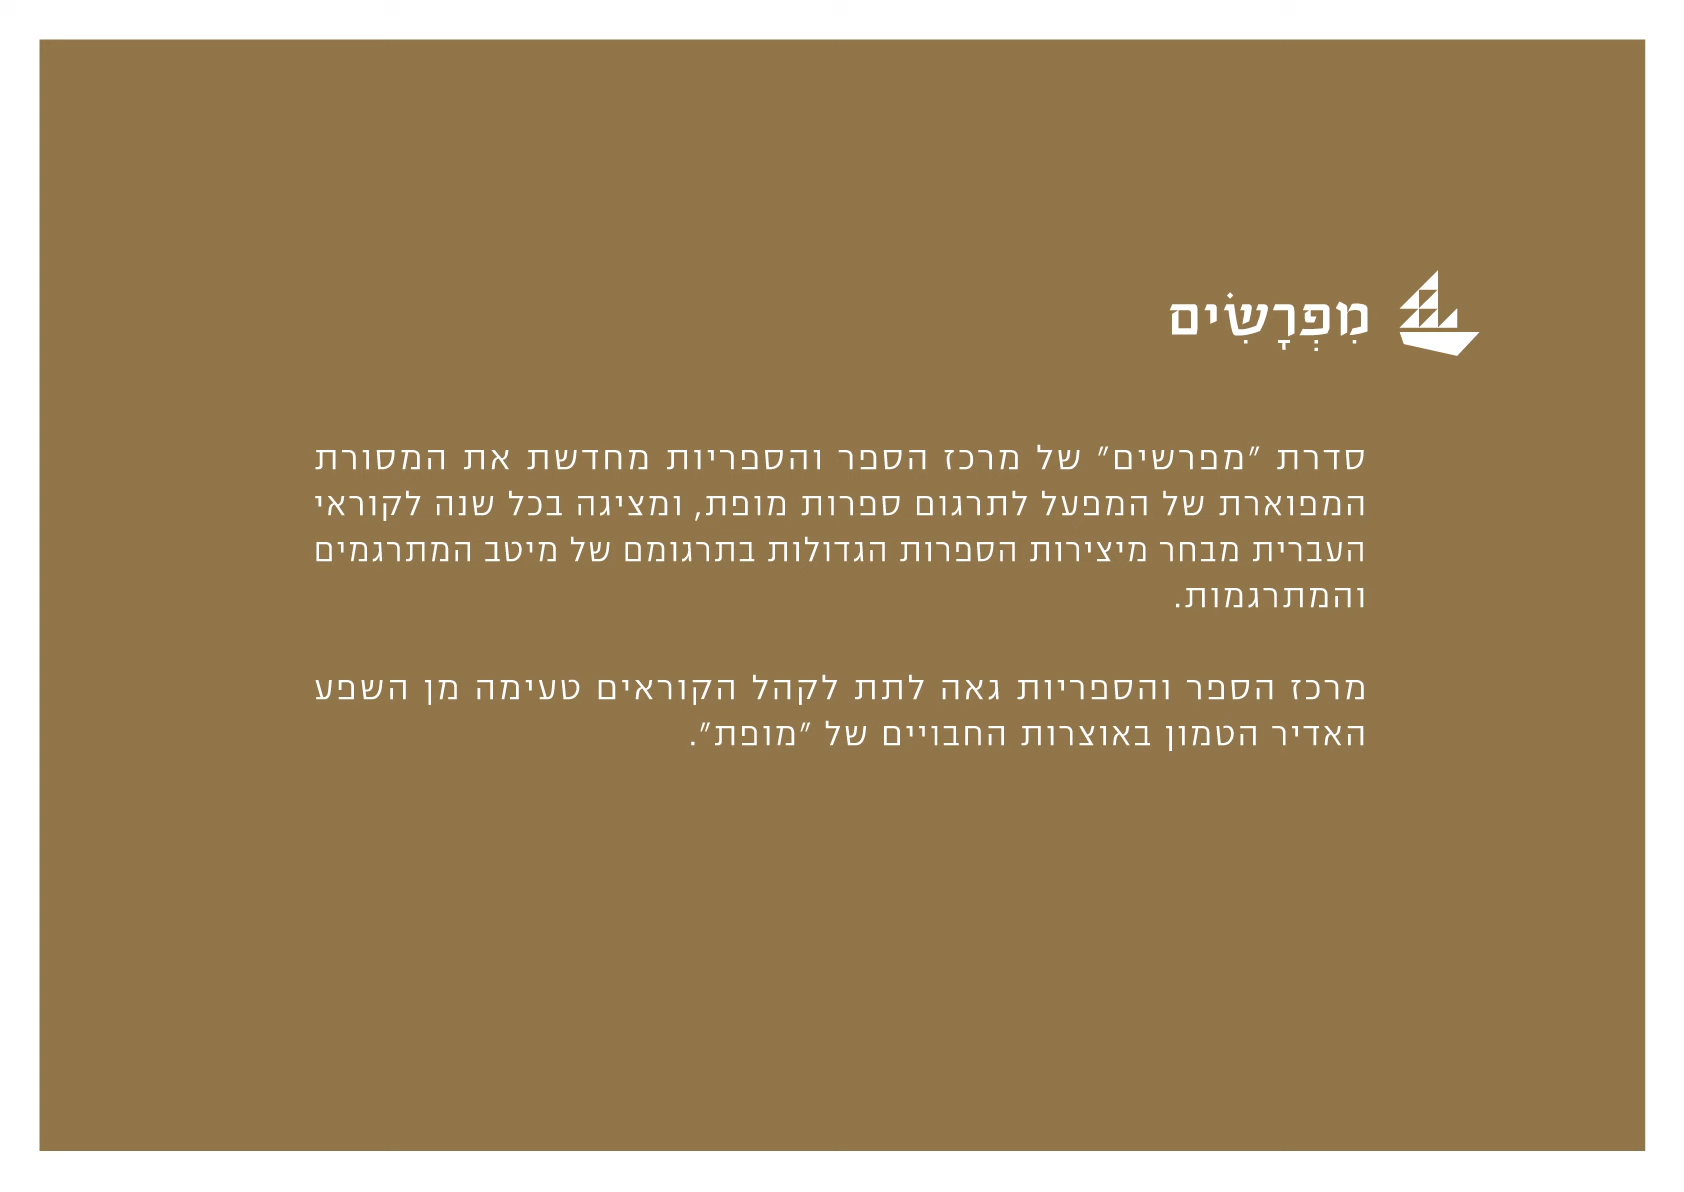 מִפְרָשִׂים
סדרת "מפרשים" של מרכז הספר והספריות מחדשת את המסורת
המפוארת של המפעל לתרגום ספרות מופת, ומציגה בכל שנה לקוראי
העברית מבחר מיצירות הספרות הגדולות בתרגומם של מיטב המתרגמים
והמתרגמות.
מרכז הספר והספריות גאה לתת לקהל הקוראים טעימה מן השפע
האדיר הטמון באוצרות החבויים של "מופת".